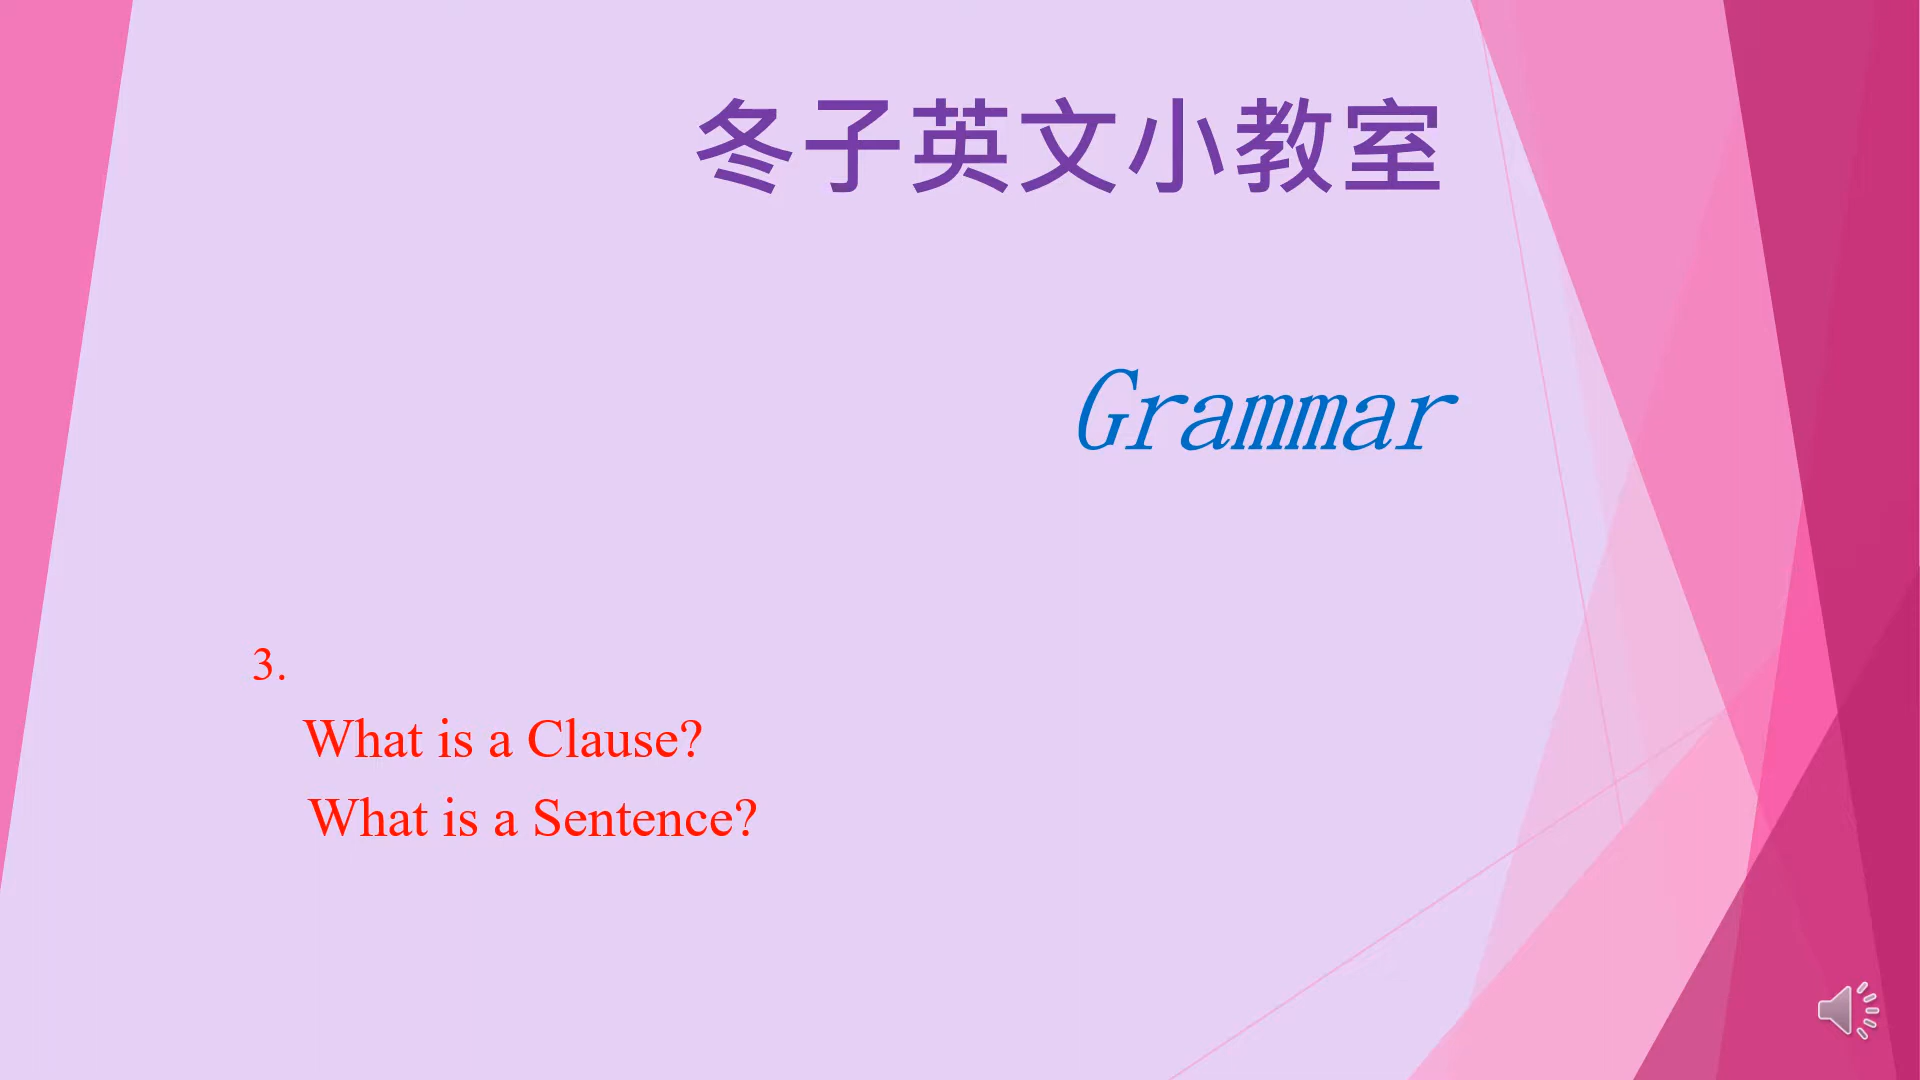 冬子英文小教室
Grammar
3.
What is a Clause?
What is a Sentence?